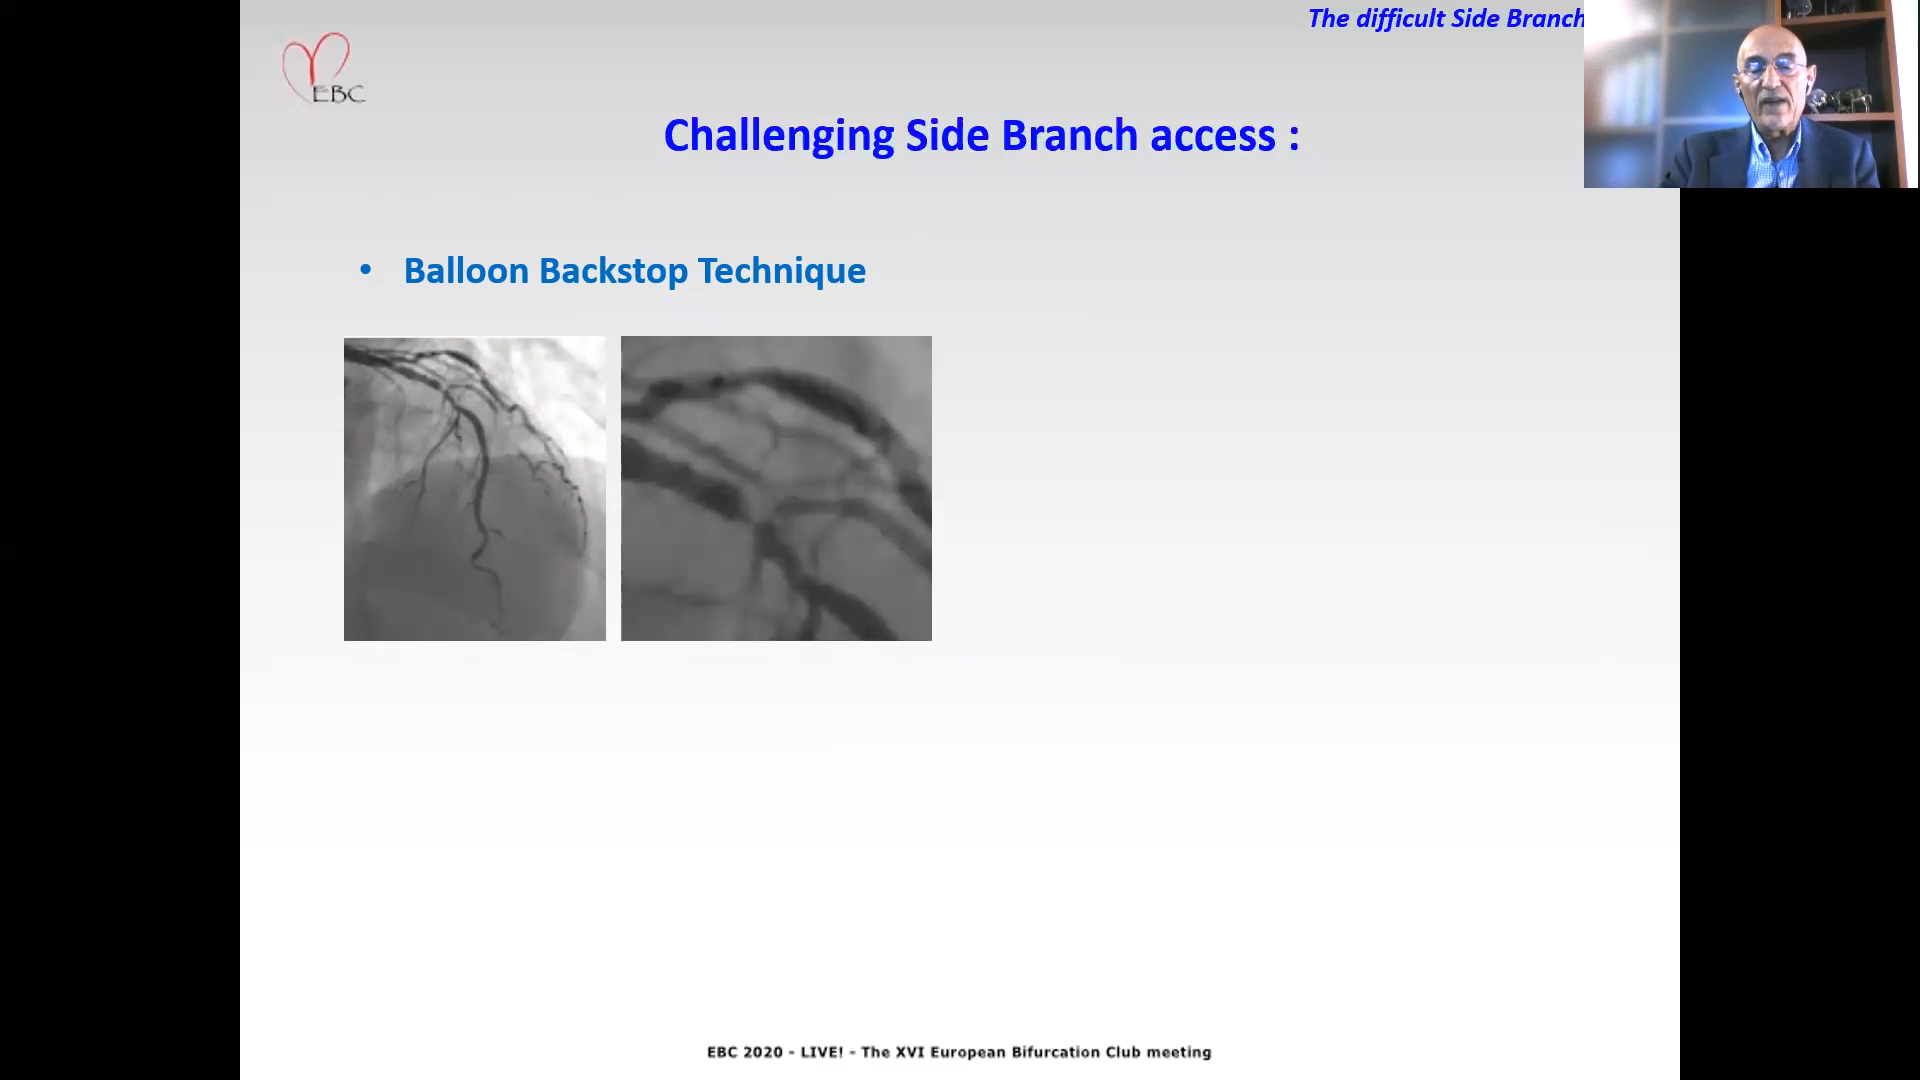 The difficult Side Branch
EBC
Challenging Side Branch access :
• Balloon Backstop Technique
EBC 2020 - LIVE! - The XVI European Bifurcation Club meeting